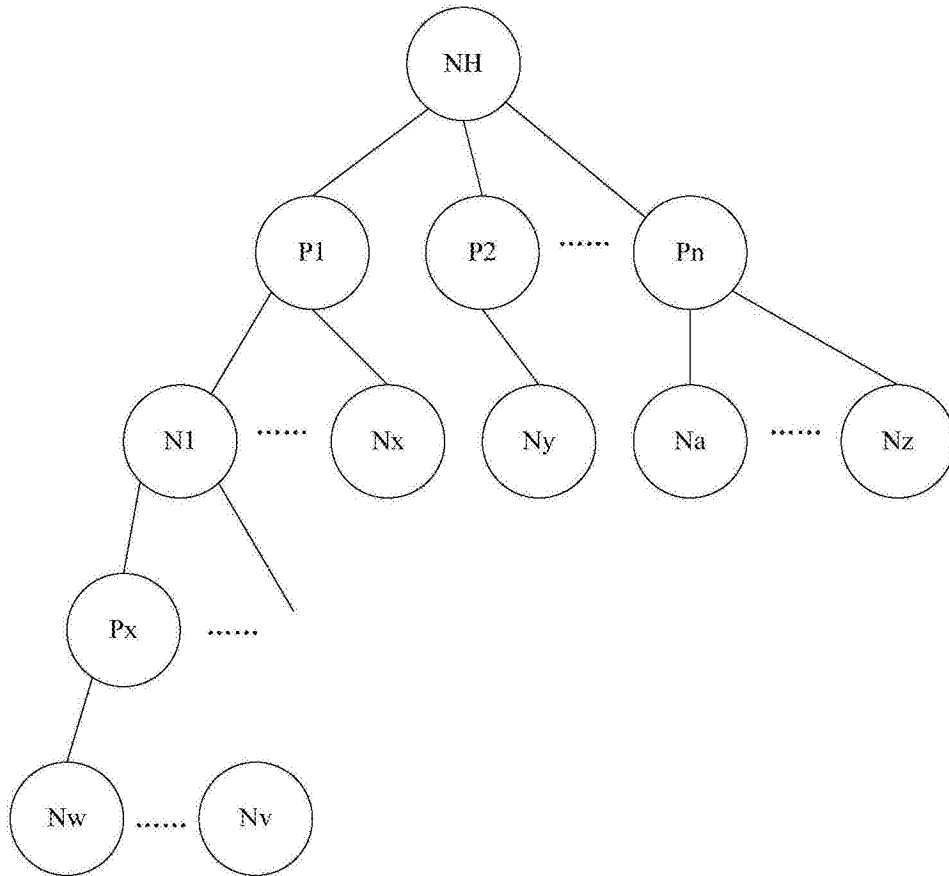 NH
P1 P2 ...... Pn
N1 ...... Nx Ny Na ...... Nz
Px ......
Nw ...... Nv